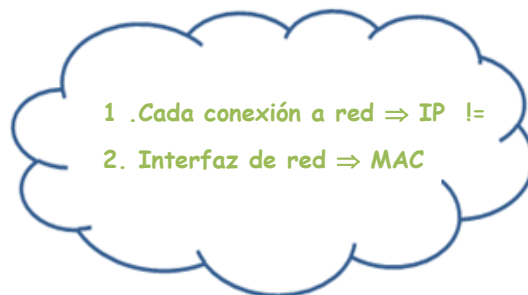 1 .Cada conexión a red ⇒ IP !=
2. Interfaz de red ⇒ MAC